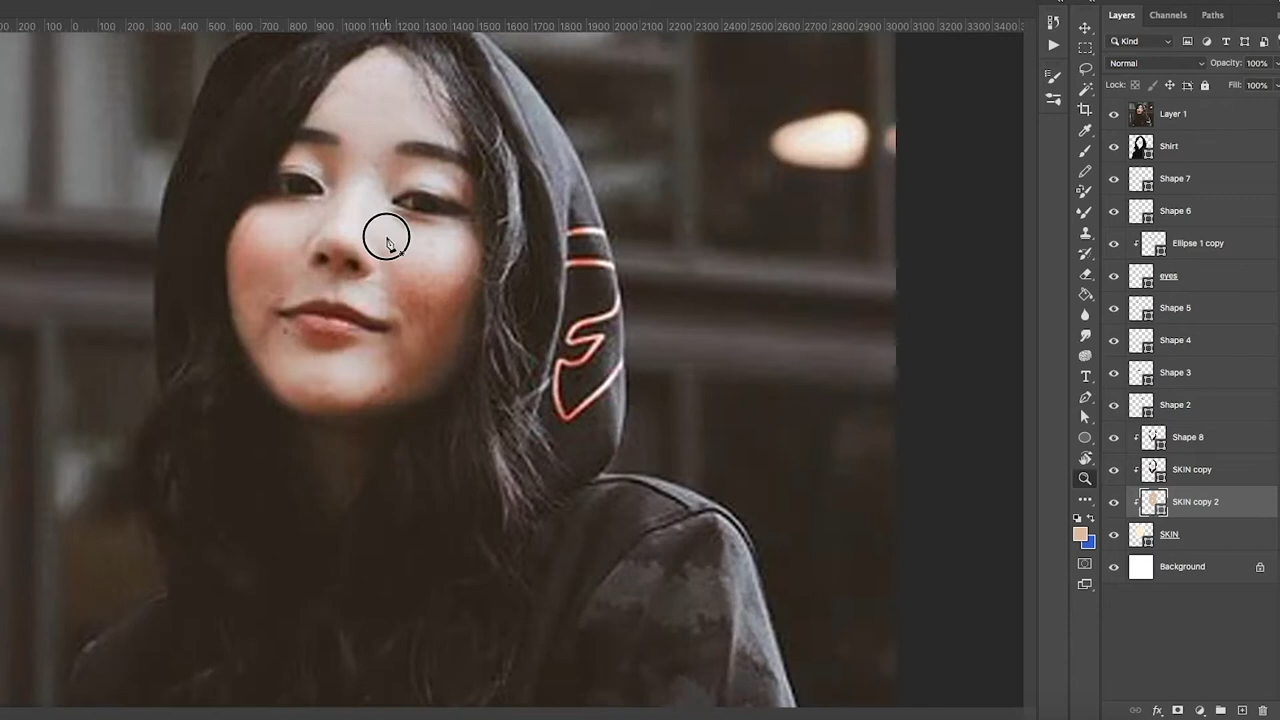 00 200 100 0 100 200 300 400 500 600 700 800 900 1000 1100 1200 1300 1400 1500 1600 1700 1800 1900 2000 2100 2200 2300 2400 2500 2600 2700 2800 2900 3000 3100 3200 3300 3400
Layers Channels Paths
Kind
Normal Opacity: 100%
Lock: Fill: 100%
Layer 1
Shirt
Shape 7
Shape 6
Ellipse 1 copy
eyes
Shape 5
Shape 4
Shape 3
Shape 2
Shape 8
SKIN copy
SKIN copy 2
SKIN
Background